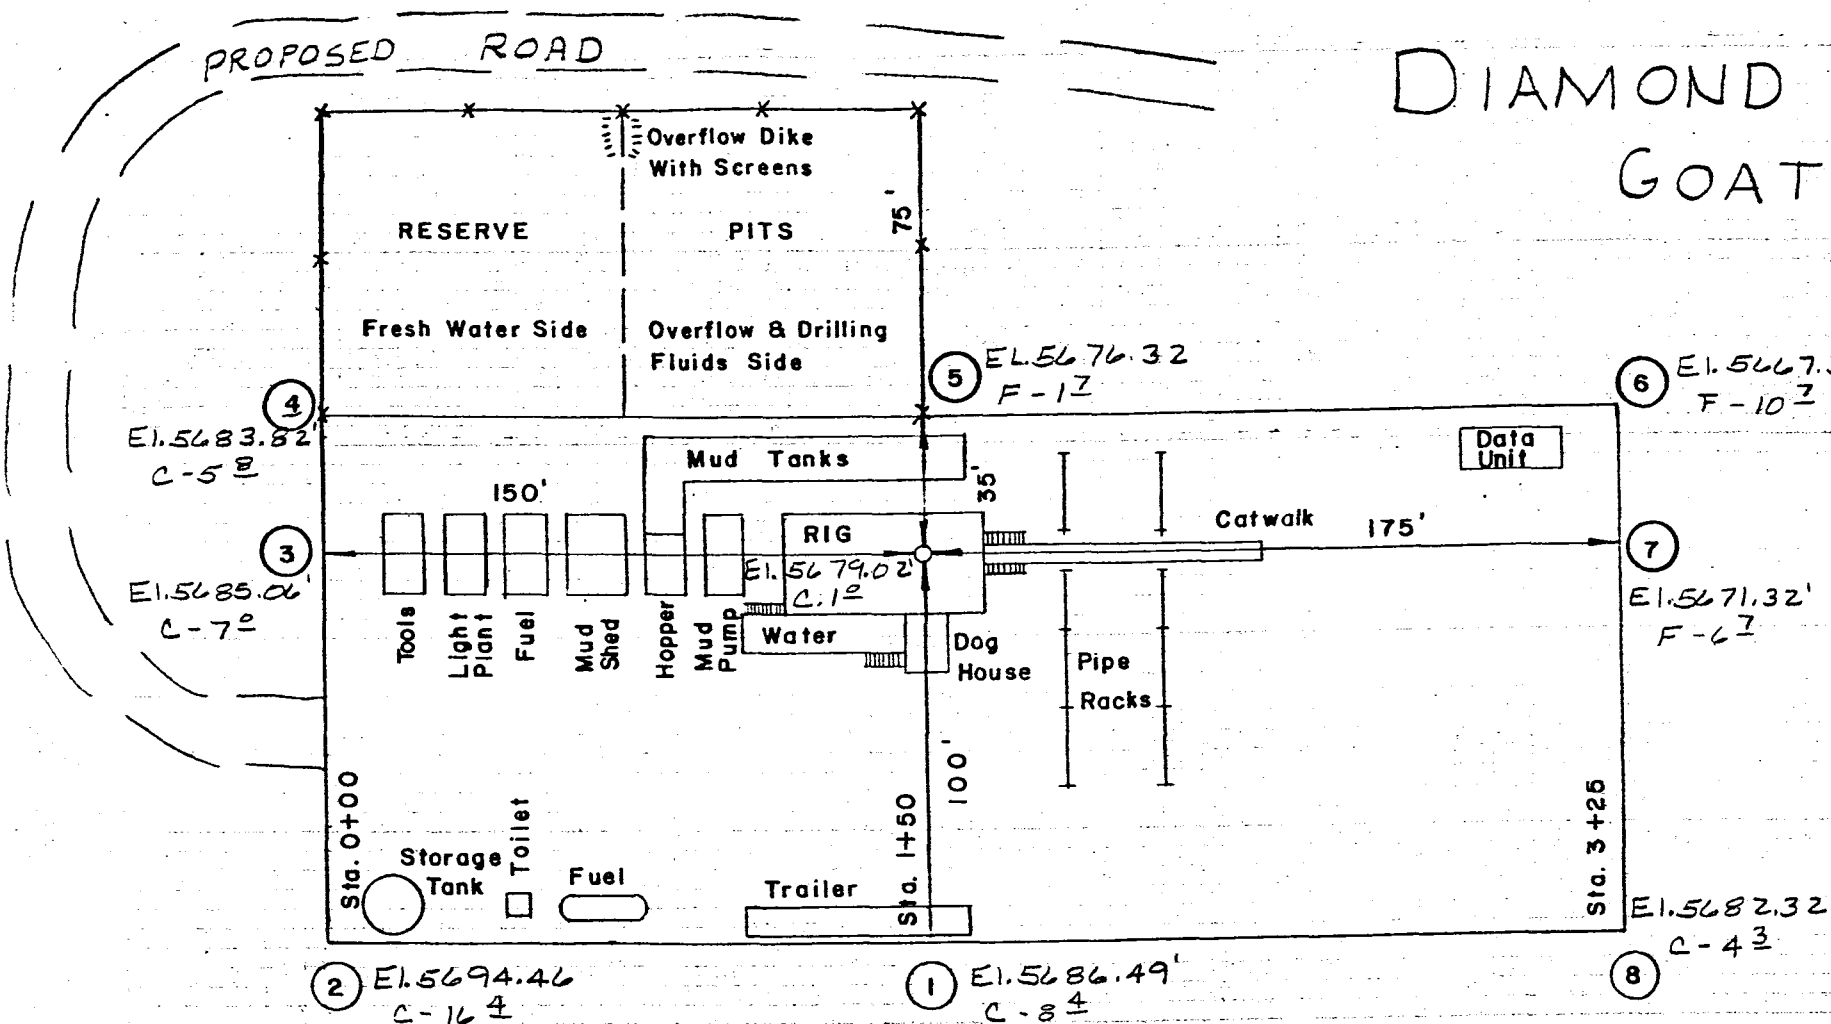 PROPOSED ROAD
DIAMOND
GOAT
Overflow Dike
With Screens
75'
RESERVE PITS
Fresh Water Side
Overflow & Drilling
Fluids Side
5 El. 5676.32
F-1 7
6 El. 5667.
F-10 7
4
El. 5683.82'
C-5 8
Mud Tanks
Data
Unit
150'
35'
RIG
Catwalk
175'
3
El. 5685.06'
C-7 0
El. 5679.02'
C. 1 0
7
El. 5671.32'
F-6 7
Tools
Light
Plant
Fuel
Mud
Shed
Hopper
Mud
Pump
Water
Dog
House
Pipe
Racks
100'
Sta. 0+00
Sta. 1+50
Sta. 3+25
Storage
Tank
Toilet
Fuel
Trailer
El. 5682.32
C-4 3
8
2 El. 5694.46
C-16 4
1 El. 5686.49'
C-8 4